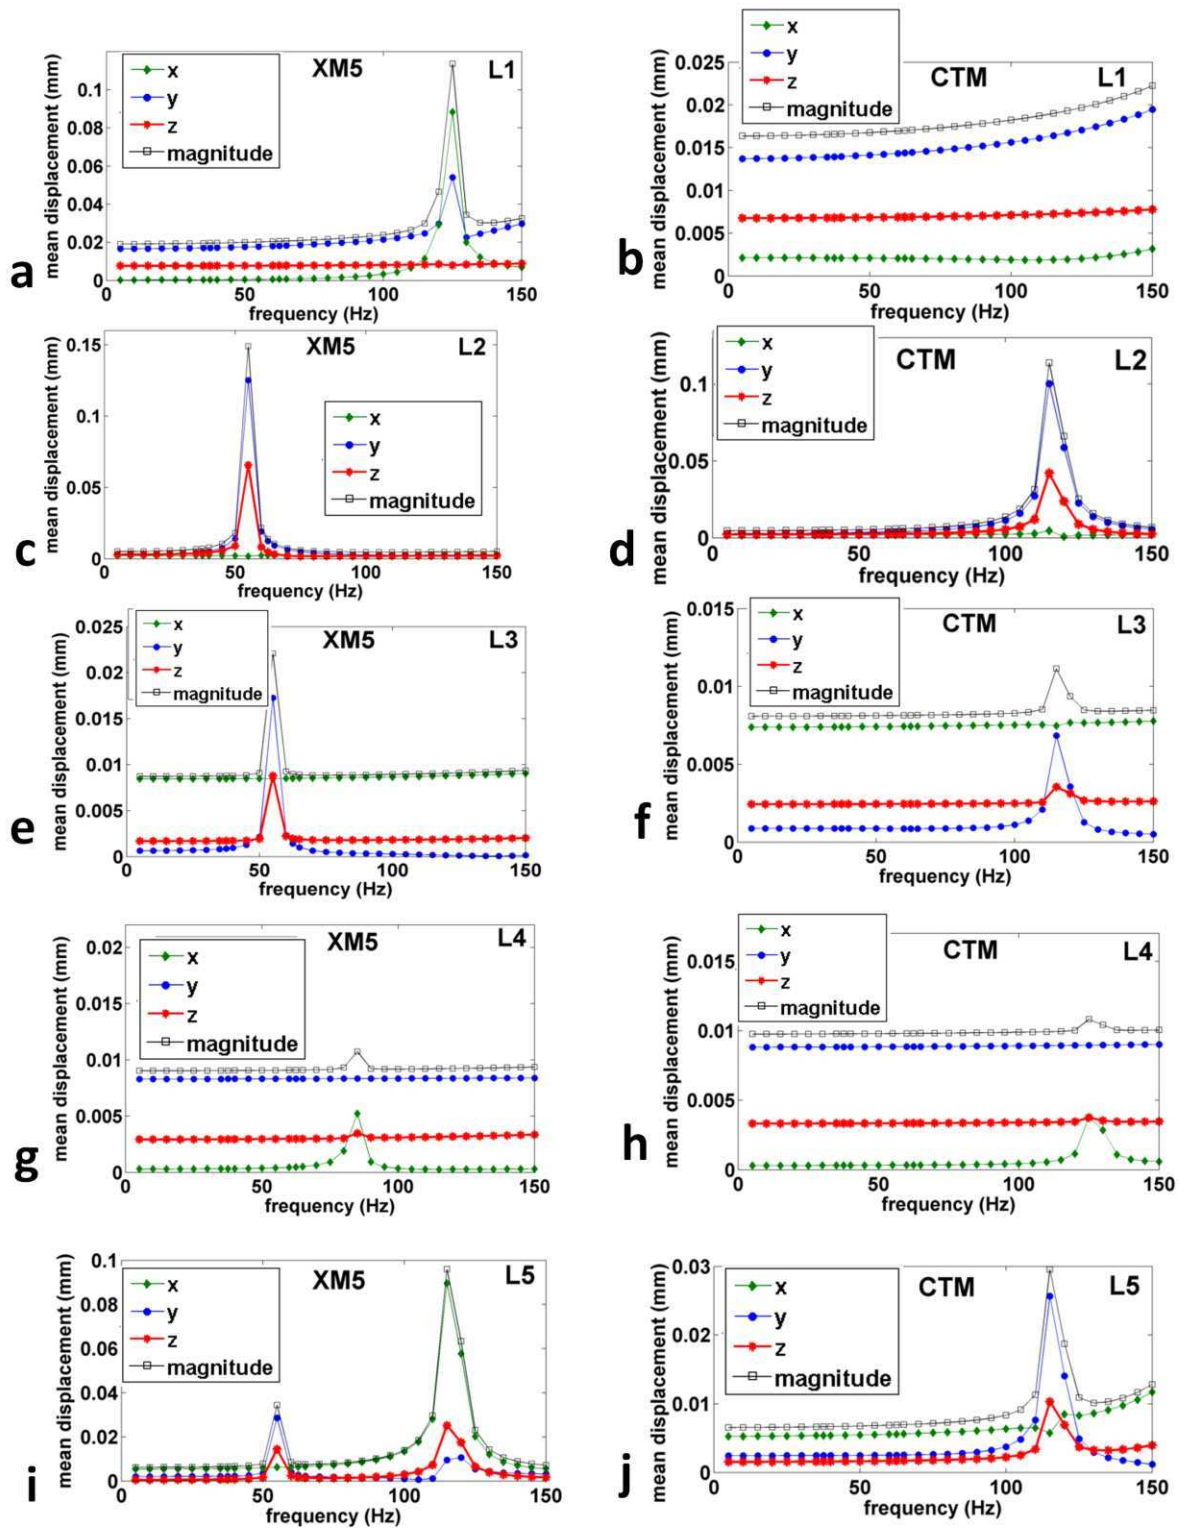 XM5 L1
x
y
z
magnitude
mean displacement (mm)
0.1
0.08
0.06
0.04
0.02
0
0 50 100 150
frequency (Hz)
a
CTM L1
x
y
z
magnitude
mean displacement (mm)
0.025
0.02
0.015
0.01
0.005
0
0 50 100 150
frequency (Hz)
b
XM5 L2
x
y
z
magnitude
mean displacement (mm)
0.15
0.1
0.05
0
0 50 100 150
frequency (Hz)
c
CTM L2
x
y
z
magnitude
mean displacement (mm)
0.1
0.05
0
0 50 100 150
frequency (Hz)
d
XM5 L3
x
y
z
magnitude
mean displacement (mm)
0.025
0.02
0.015
0.01
0.005
0
0 50 100 150
frequency (Hz)
e
CTM L3
x
y
z
magnitude
mean displacement (mm)
0.015
0.01
0.005
0
0 50 100 150
frequency (Hz)
f
XM5 L4
x
y
z
magnitude
mean displacement (mm)
0.02
0.015
0.01
0.005
0
0 50 100 150
frequency (Hz)
g
CTM L4
x
y
z
magnitude
mean displacement (mm)
0.015
0.01
0.005
0
0 50 100 150
frequency (Hz)
h
XM5 L5
x
y
z
magnitude
mean displacement (mm)
0.1
0.08
0.06
0.04
0.02
0
0 50 100 150
frequency (Hz)
i
CTM L5
x
y
z
magnitude
mean displacement (mm)
0.03
0.02
0.01
0
0 50 100 150
frequency (Hz)
j